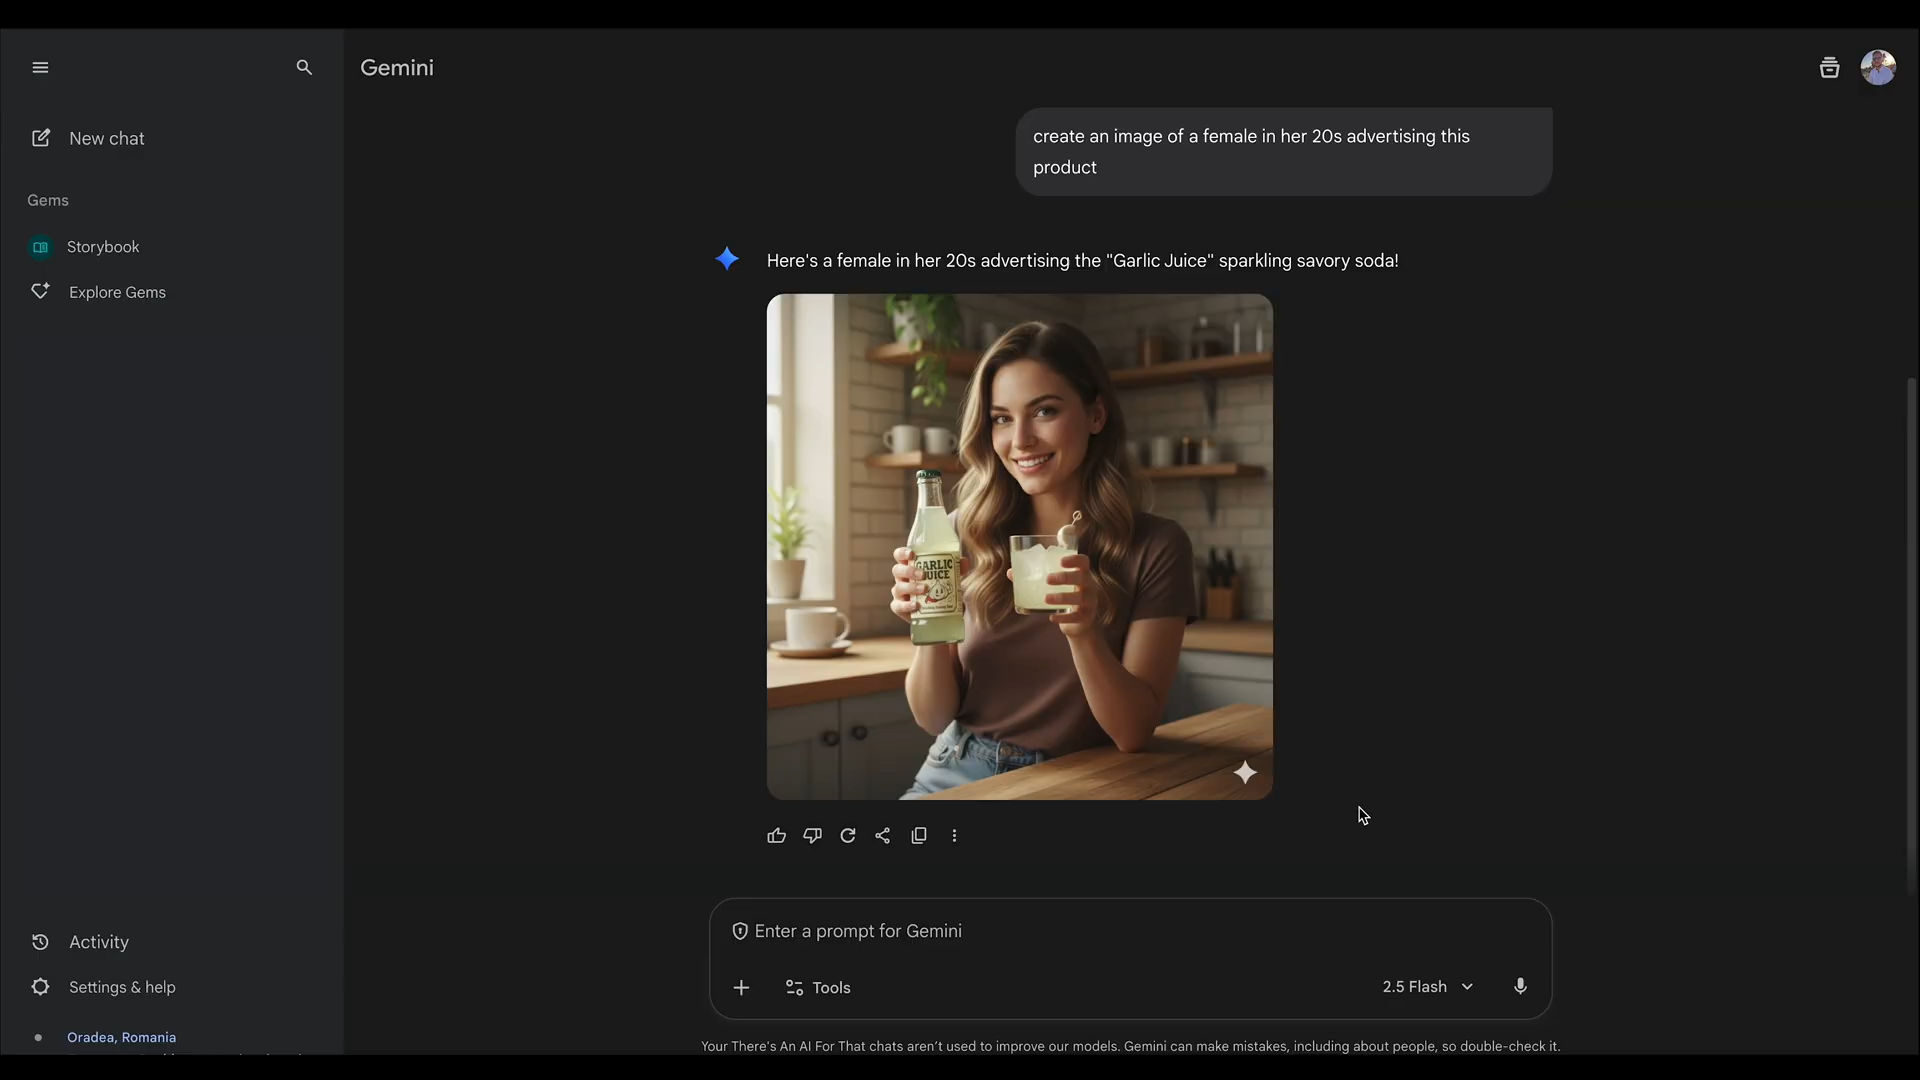 Gemini
New chat
Gems
Storybook
Explore Gems
create an image of a female in her 20s advertising this
product
Here's a female in her 20s advertising the "Garlic Juice" sparkling savory soda!
GARLIC
JUICE
Enter a prompt for Gemini
Tools
2.5 Flash
Activity
Settings & help
Oradea, Romania
Your There's An AI For That chats aren't used to improve our models. Gemini can make mistakes, including about people, so double-check it.